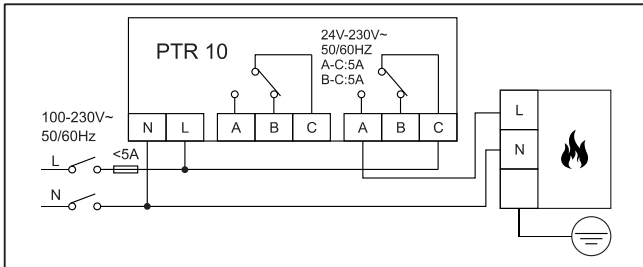 PTR 10
24V-230V~
50/60HZ
A-C:5A
B-C:5A
N L A B C A B C
100-230V~
50/60Hz
L <5A
N
L
N